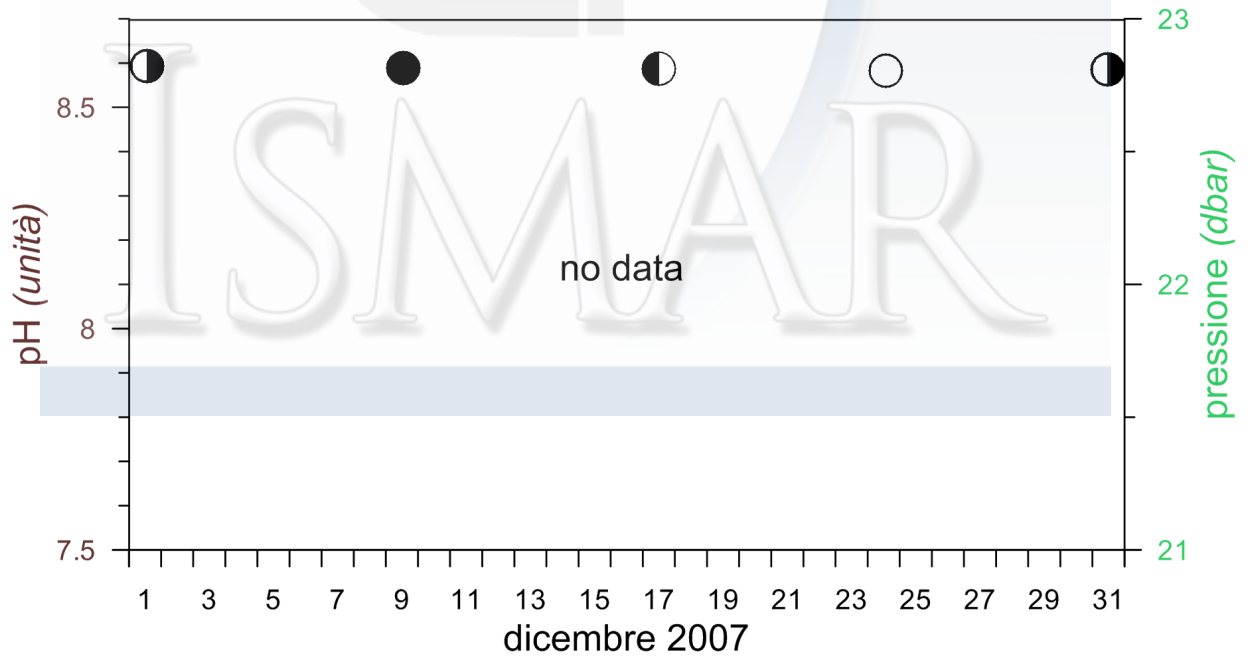 23
8.5
ISMAR
pH (unità)
no data
22
pressione (dbar)
8
7.5
21
1 3 5 7 9 11 13 15 17 19 21 23 25 27 29 31
dicembre 2007